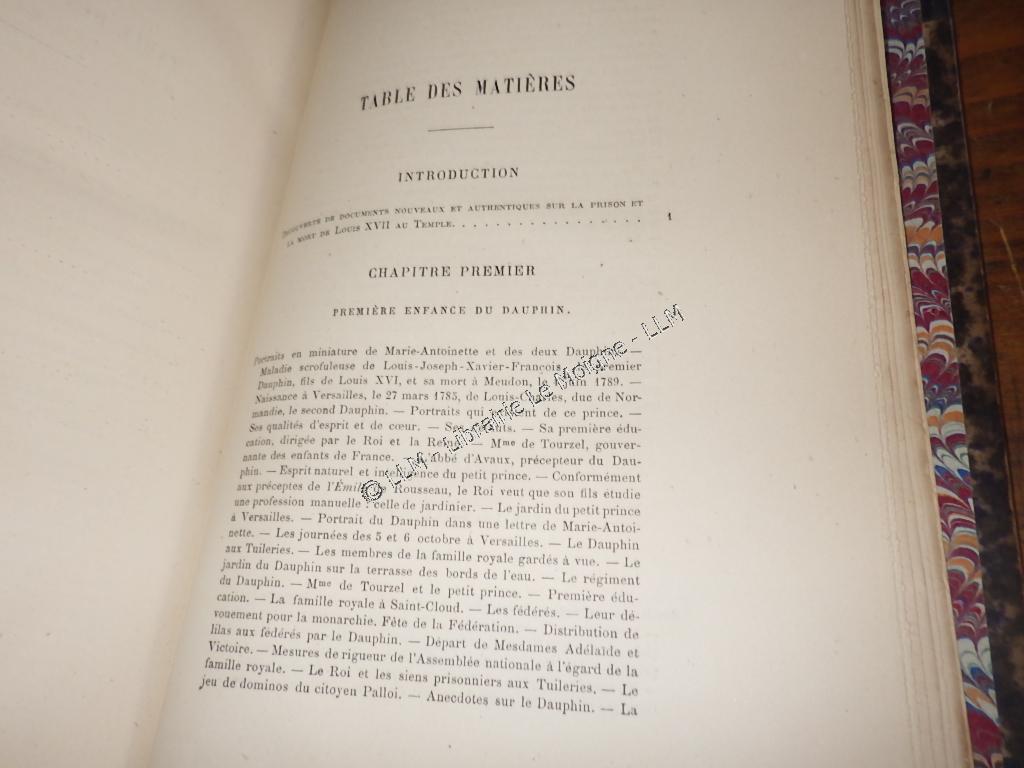 TABLE DES MATIÈRES
INTRODUCTION
DE DOCUMENTS NOUVEAUX ET AUTHENTIQUES SUR LA PRISON ET
LA MORT DE LOUIS XVII AU TEMPLE. . . . . . . . . . . . . . . . 1
CHAPITRE PREMIER
PREMIÈRE ENFANCE DU DAUPHIN.
Portraits en miniature de Marie-Antoinette et des deux —
Maladie scrofuleuse de Louis-Joseph-Xavier-François, premier
Dauphin, fils de Louis XVI, et sa mort à Meudon, le 1789. —
Naissance à Versailles, le 27 mars 1785, de Louis-Charles, duc de Nor-
mandie, le second Dauphin. — Portraits qui de ce prince. —
Ses qualités d'esprit et de cœur. — — Sa première édu-
cation, dirigée par le Roi et la Reine. — Mme de Tourzel, gouver-
nante des enfants de France. — L'abbé d'Avaux, précepteur du Dau-
phin. — Esprit naturel et du petit prince. — Conformément
aux préceptes de l'Émile de Rousseau, le Roi veut que son fils étudie
une profession manuelle : celle de jardinier. — Le jardin du petit prince
à Versailles. — Portrait du Dauphin dans une lettre de Marie-Antoi-
nette. — Les journées des 5 et 6 octobre à Versailles. — Le Dauphin
aux Tuileries. — Les membres de la famille royale gardés à vue. — Le
jardin du Dauphin sur la terrasse des bords de l'eau. — Le régiment
du Dauphin. — Mme de Tourzel et le petit prince. — Première édu-
cation. — La famille royale à Saint-Cloud. — Les fédérés. — Leur dé-
vouement pour la monarchie. Fête de la Fédération. — Distribution de
lilas aux fédérés par le Dauphin. — Départ de Mesdames Adélaïde et
Victoire. — Mesures de rigueur de l'Assemblée nationale à l'égard de la
famille royale. — Le Roi et les siens prisonniers aux Tuileries. — Le
jeu de dominos du citoyen Palloi. — Anecdotes sur le Dauphin. — La
© LLM - Librairie Le Moigne - LLM